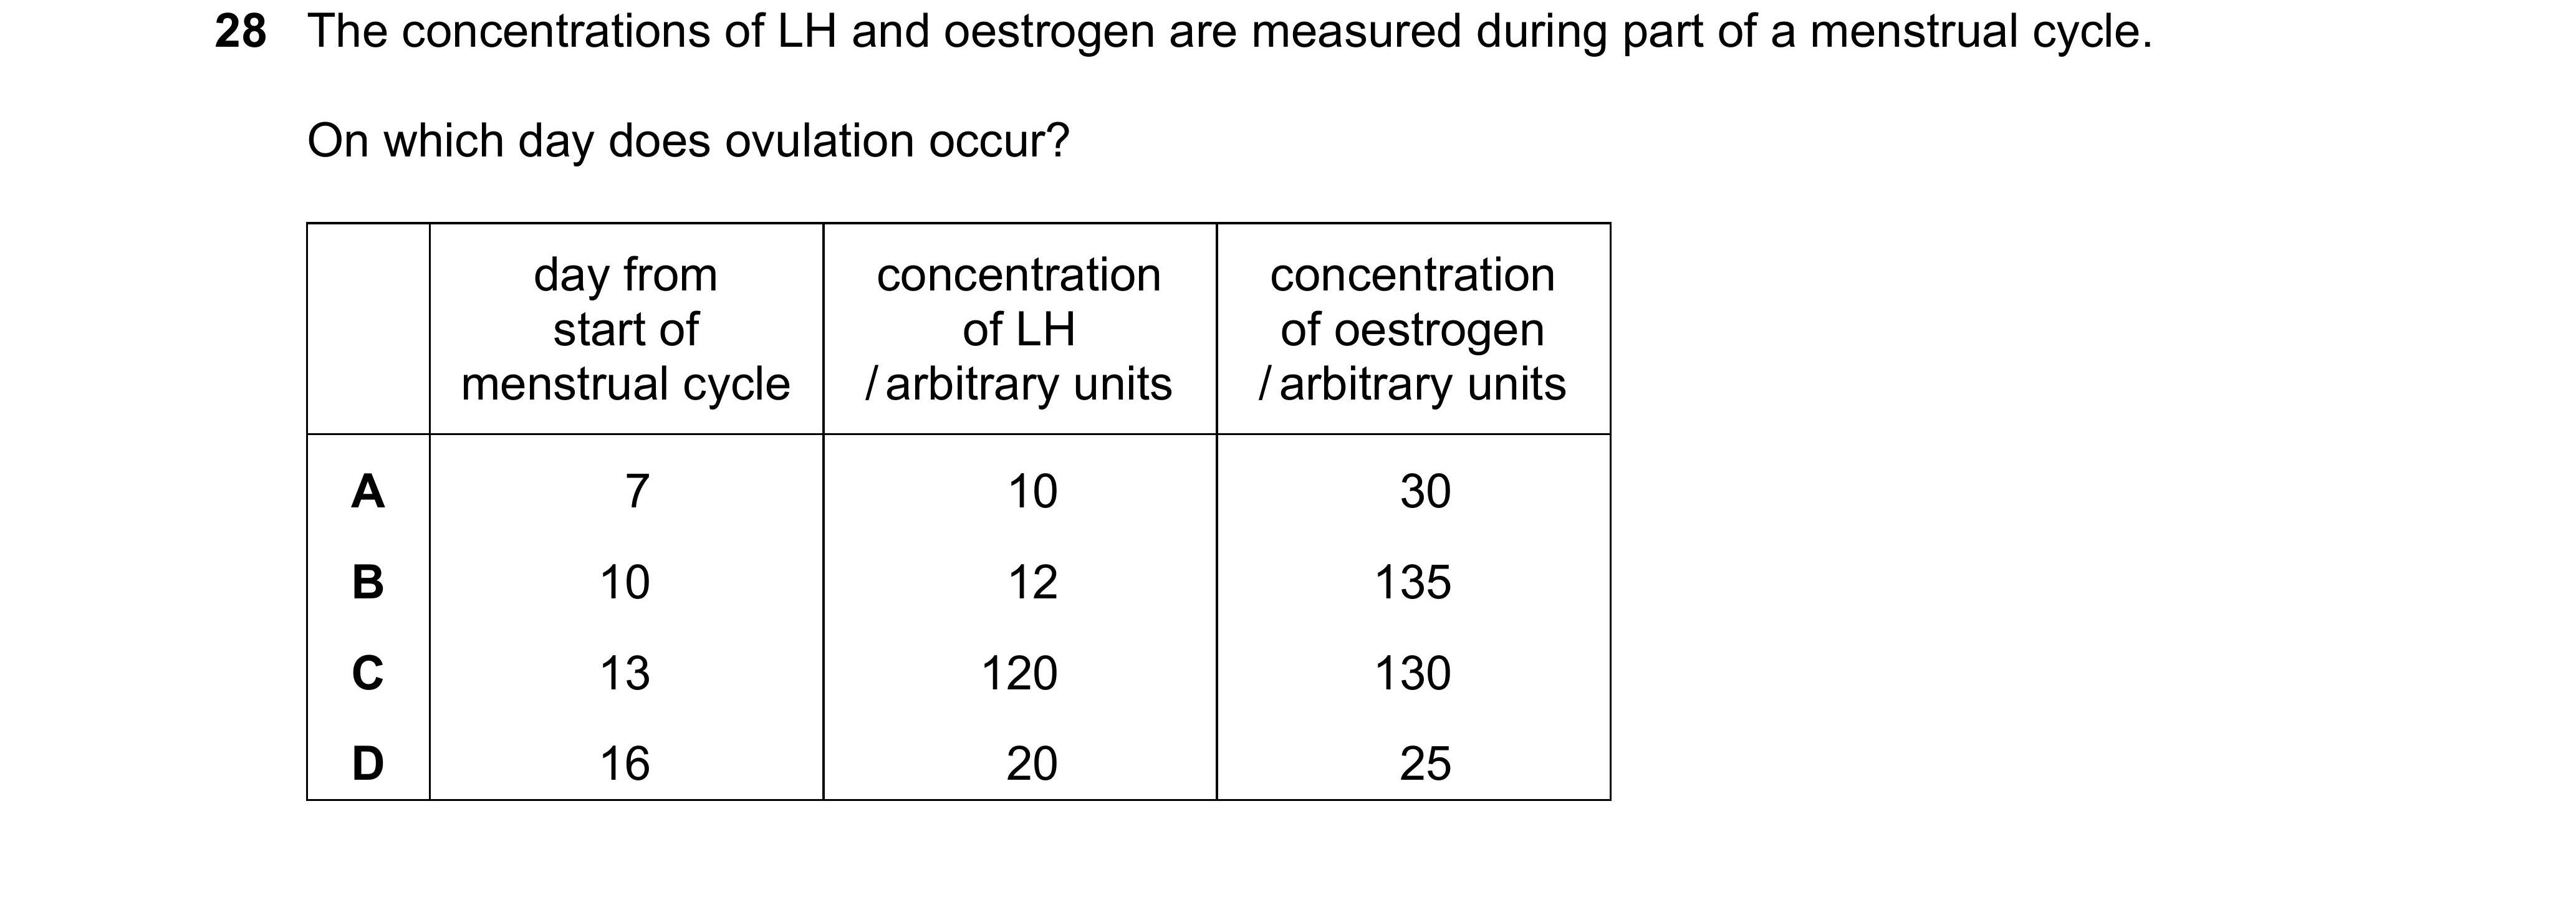 28 The concentrations of LH and oestrogen are measured during part of a menstrual cycle.
On which day does ovulation occur?
day from start of menstrual cycle
concentration of LH / arbitrary units
concentration of oestrogen / arbitrary units
A 7 10 30
B 10 12 135
C 13 120 130
D 16 20 25